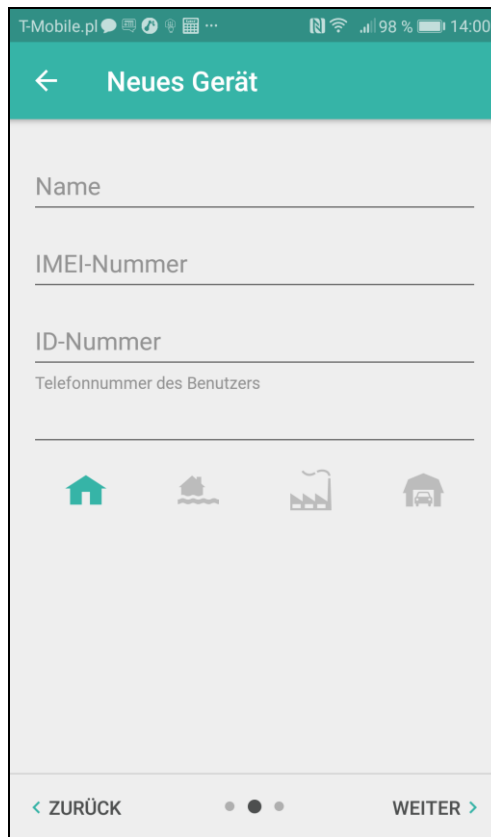 T-Mobile.pl ... 98 % 14:00
Neues Gerät
Name
IMEI-Nummer
ID-Nummer
Telefonnummer des Benutzers
< ZURÜCK WEITER >